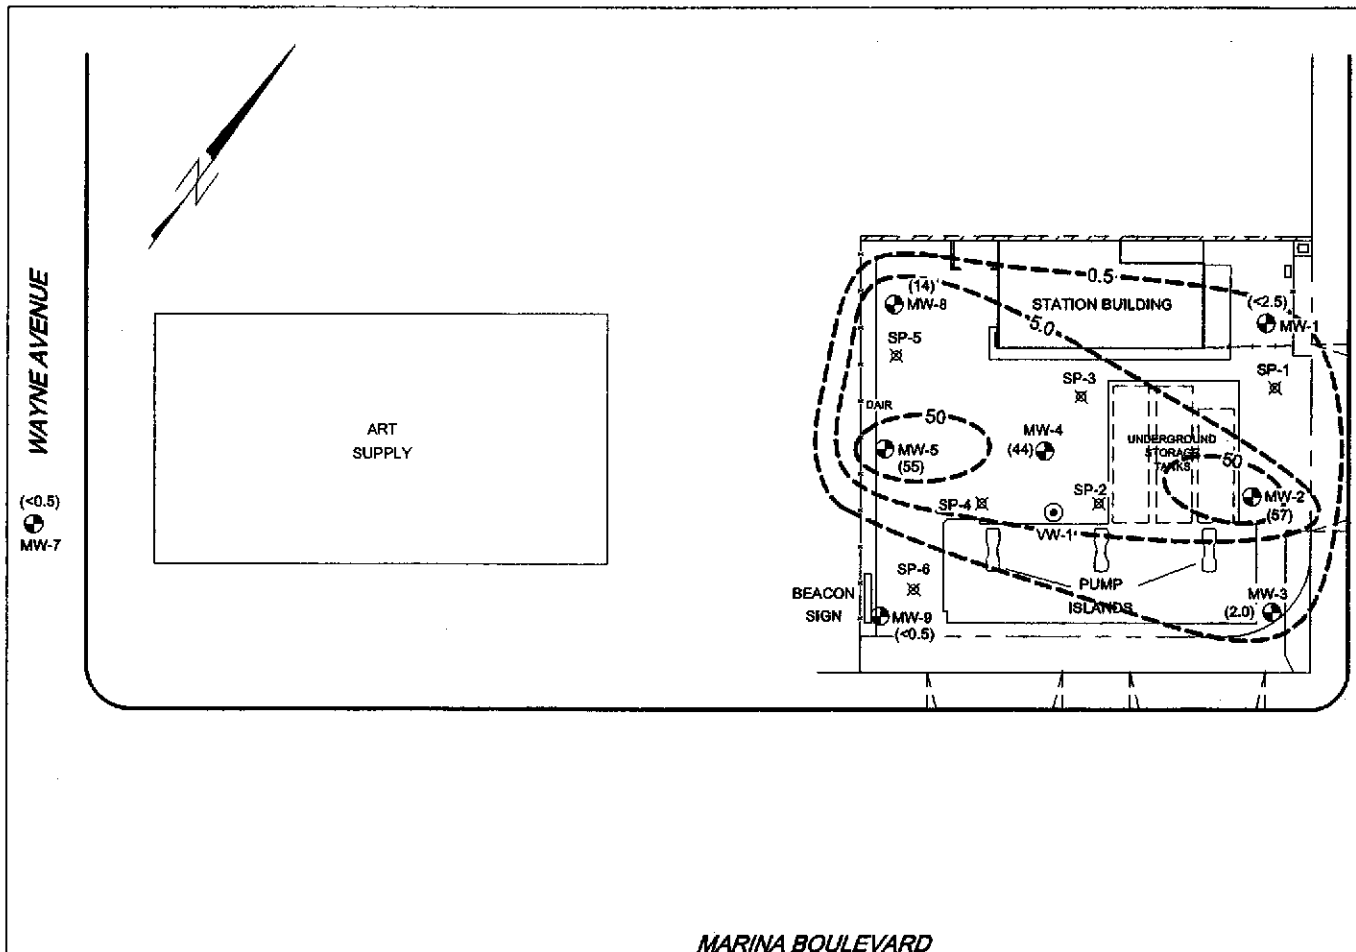 WAYNE AVENUE
(<0.5)
MW-7
ART
SUPPLY
0.5
(14)
MW-8
STATION BUILDING
(<2.5)
MW-1
5.0
SP-5
SP-3
SP-1
50
MW-5
(55)
MW-4
(44)
UNDERGROUND
STORAGE
TANKS
50
MW-2
(57)
SP-4
SP-2
VW-1
SP-6
BEACON
SIGN
MW-9
(<0.5)
PUMP
ISLANDS
MW-3
(2.0)
MARINA BOULEVARD